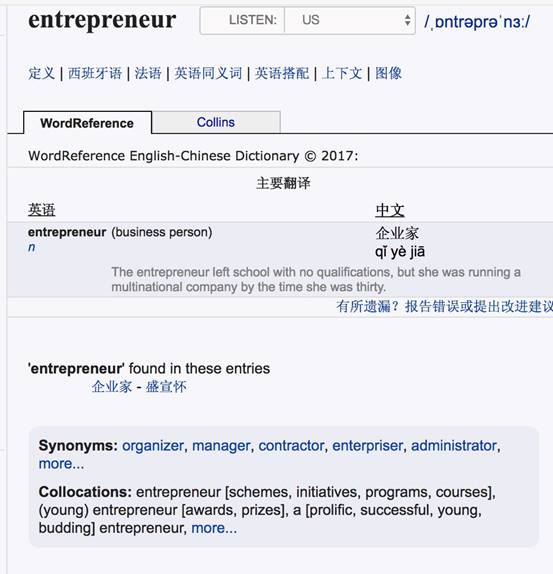 entrepreneur LISTEN: US /ˌɒntrəprəˈnɜː/
定义 | 西班牙语 | 法语 | 英语同义词 | 英语搭配 | 上下文 | 图像
WordReference Collins
WordReference English-Chinese Dictionary © 2017:
主要翻译
英语 中文
entrepreneur (business person) 企业家
n qǐ yè jiā
The entrepreneur left school with no qualifications, but she was running a
multinational company by the time she was thirty.
有所遗漏？报告错误或提出改进建议
'entrepreneur' found in these entries
企业家 - 盛宣怀
Synonyms: organizer, manager, contractor, enterpriser, administrator,
more...
Collocations: entrepreneur [schemes, initiatives, programs, courses],
(young) entrepreneur [awards, prizes], a [prolific, successful, young,
budding] entrepreneur, more...